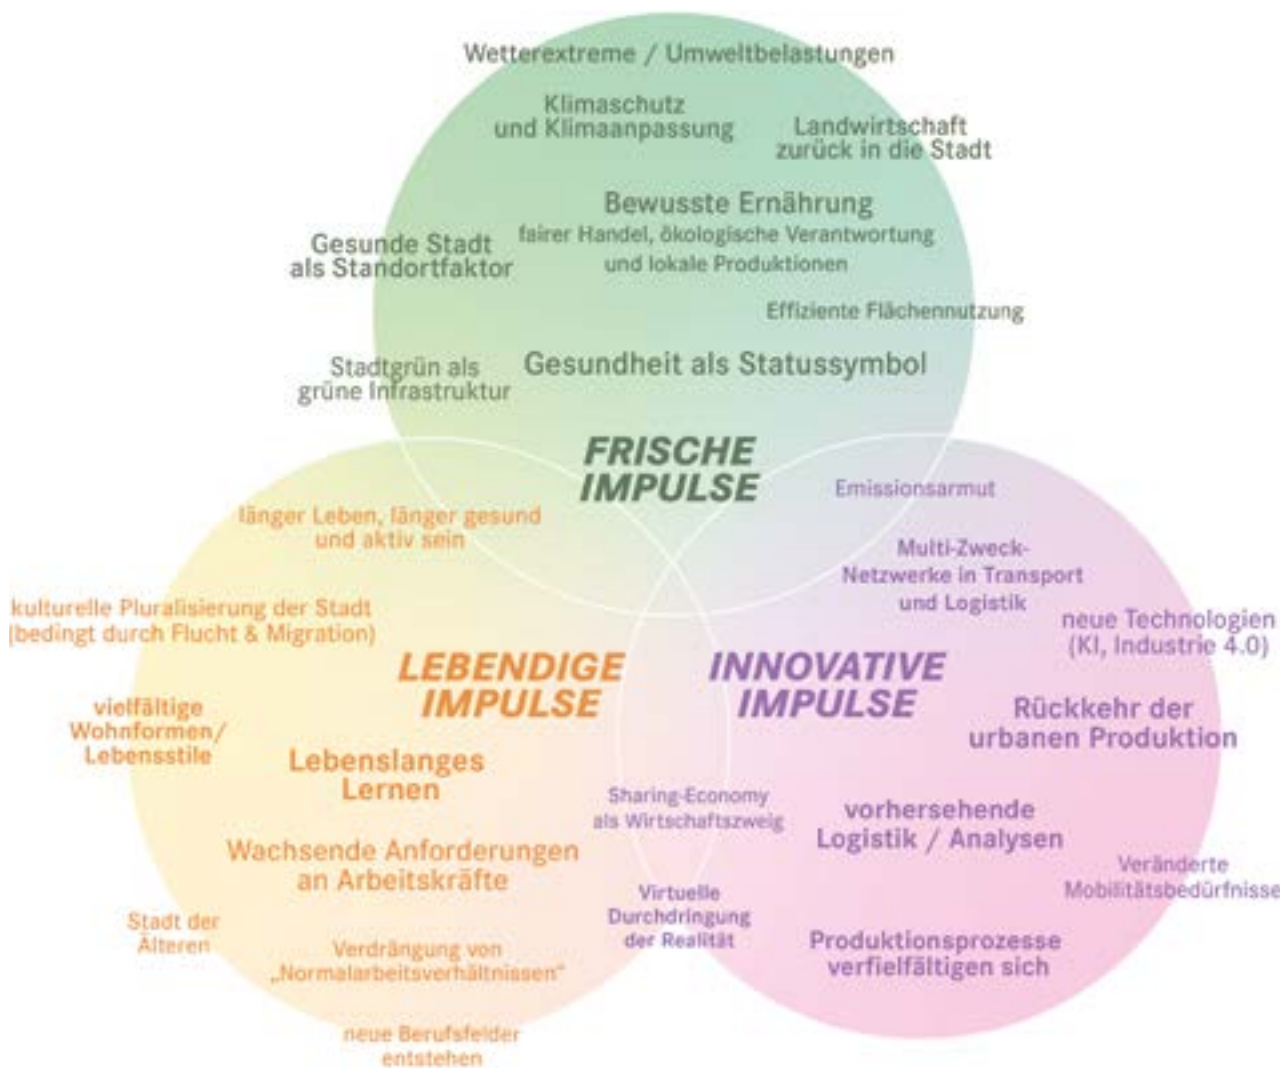 Wetterextreme / Umweltbelastungen
Klimaschutz
und Klimaanpassung
Landwirtschaft
zurück in die Stadt
Bewusste Ernährung
fairer Handel, ökologische Verantwortung
und lokale Produktionen
Gesunde Stadt
als Standortfaktor
Effiziente Flächennutzung
Stadtgrün als
grüne Infrastruktur
Gesundheit als Statussymbol
FRISCHE
IMPULSE
länger Leben, länger gesund
und aktiv sein
kulturelle Pluralisierung der Stadt
(bedingt durch Flucht & Migration)
LEBENDIGE
IMPULSE
vielfältige
Wohnformen/
Lebensstile
Lebenslanges
Lernen
Wachsende Anforderungen
an Arbeitskräfte
Stadt der
Älteren
Verdrängung von
„Normalarbeitsverhältnissen“
neue Berufsfelder
entstehen
Emissionsarmut
Multi-Zweck-
Netzwerke in Transport
und Logistik
neue Technologien
(KI, Industrie 4.0)
INNOVATIVE
IMPULSE
Rückkehr der
urbanen Produktion
Sharing-Economy
als Wirtschaftszweig
vorhersehende
Logistik / Analysen
Veränderte
Mobilitätsbedürfnisse
Virtuelle
Durchdringung
der Realität
Produktionsprozesse
verfielfältigen sich